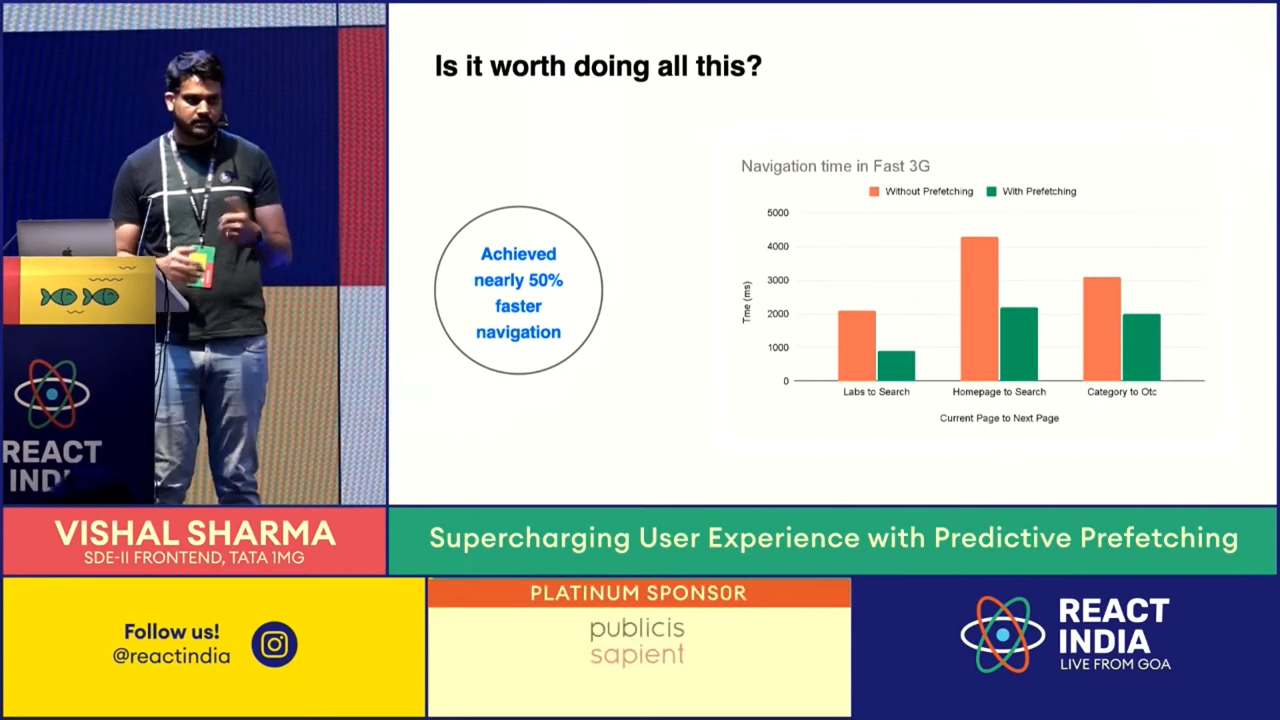 Is it worth doing all this?
Achieved
nearly 50%
faster
navigation
Navigation time in Fast 3G
Without Prefetching
With Prefetching
5000
4000
3000
2000
1000
0
Tme (ms)
Labs to Search
Homepage to Search
Category to Otc
Current Page to Next Page
REACT
INDI
VISHAL SHARMA
SDE-II FRONTEND, TATA 1MG
Supercharging User Experience with Predictive Prefetching
Follow us!
@reactindia
PLATINUM SPONSOR
publicis
sapient
REACT
INDIA
LIVE FROM GOA